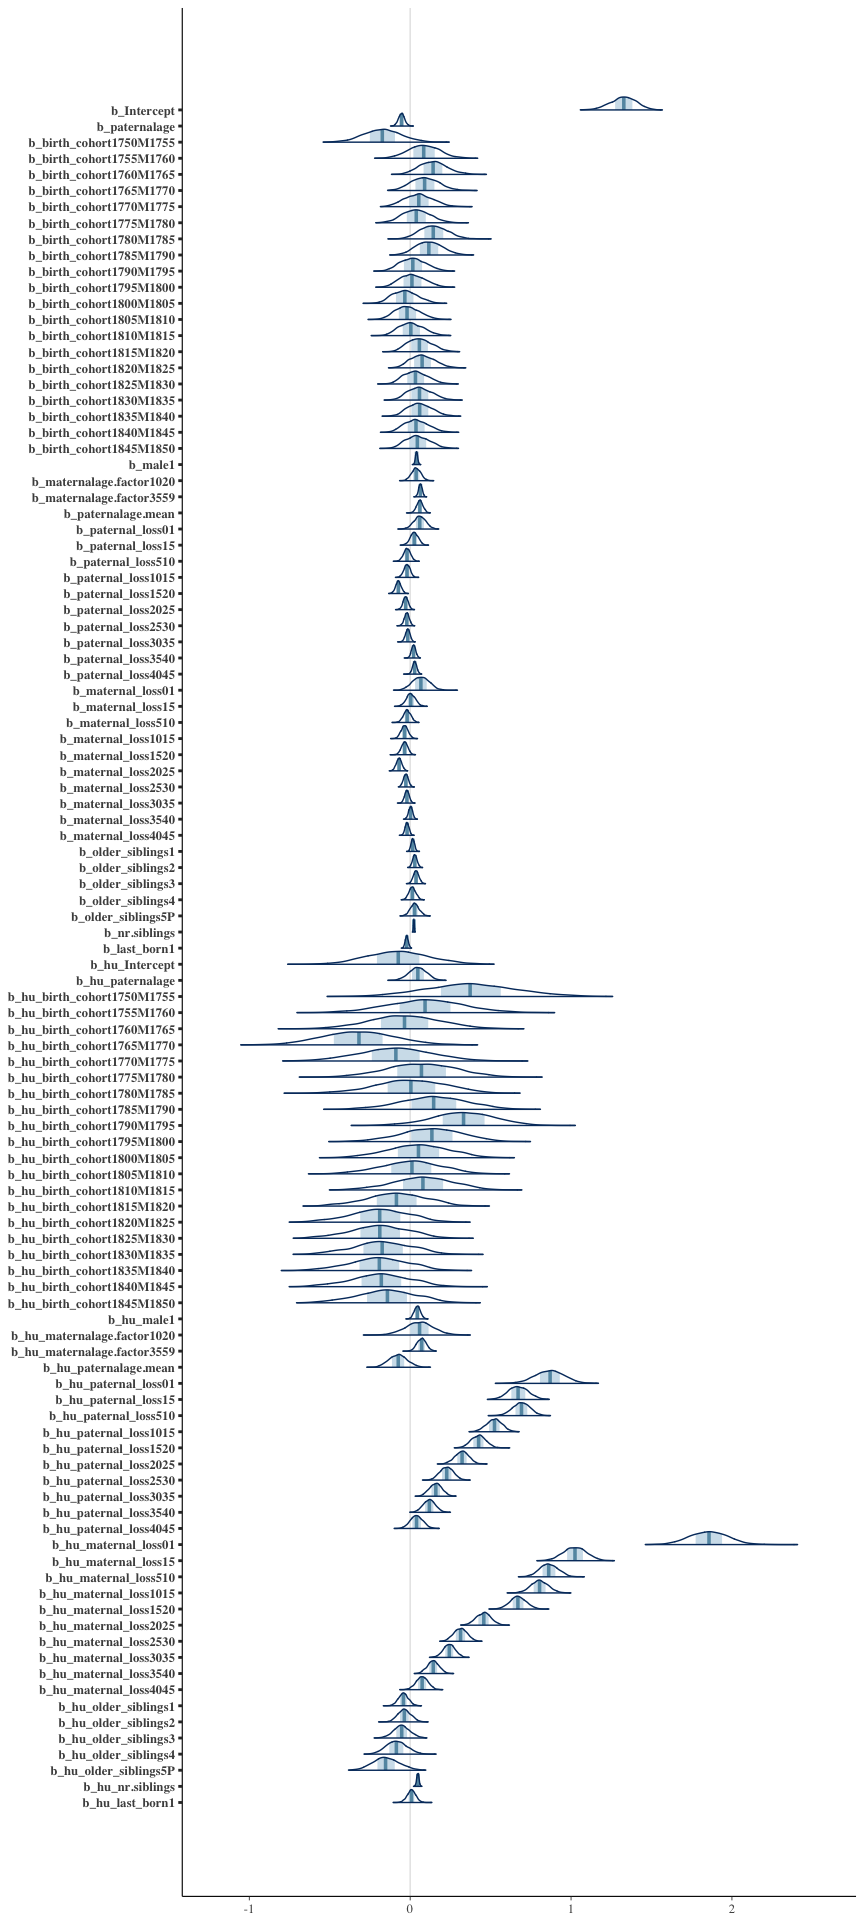 b_Intercept
b_paternalage
b_birth_cohort1750M1755
b_birth_cohort1755M1760
b_birth_cohort1760M1765
b_birth_cohort1765M1770
b_birth_cohort1770M1775
b_birth_cohort1775M1780
b_birth_cohort1780M1785
b_birth_cohort1785M1790
b_birth_cohort1790M1795
b_birth_cohort1795M1800
b_birth_cohort1800M1805
b_birth_cohort1805M1810
b_birth_cohort1810M1815
b_birth_cohort1815M1820
b_birth_cohort1820M1825
b_birth_cohort1825M1830
b_birth_cohort1830M1835
b_birth_cohort1835M1840
b_birth_cohort1840M1845
b_birth_cohort1845M1850
b_male1
b_maternalage.factor1020
b_maternalage.factor3559
b_paternalage.mean
b_paternal_loss01
b_paternal_loss15
b_paternal_loss510
b_paternal_loss1015
b_paternal_loss1520
b_paternal_loss2025
b_paternal_loss2530
b_paternal_loss3035
b_paternal_loss3540
b_paternal_loss4045
b_maternal_loss01
b_maternal_loss15
b_maternal_loss510
b_maternal_loss1015
b_maternal_loss1520
b_maternal_loss2025
b_maternal_loss2530
b_maternal_loss3035
b_maternal_loss3540
b_maternal_loss4045
b_older_siblings1
b_older_siblings2
b_older_siblings3
b_older_siblings4
b_older_siblings5P
b_nr.siblings
b_last_born1
b_hu_Intercept
b_hu_paternalage
b_hu_birth_cohort1750M1755
b_hu_birth_cohort1755M1760
b_hu_birth_cohort1760M1765
b_hu_birth_cohort1765M1770
b_hu_birth_cohort1770M1775
b_hu_birth_cohort1775M1780
b_hu_birth_cohort1780M1785
b_hu_birth_cohort1785M1790
b_hu_birth_cohort1790M1795
b_hu_birth_cohort1795M1800
b_hu_birth_cohort1800M1805
b_hu_birth_cohort1805M1810
b_hu_birth_cohort1810M1815
b_hu_birth_cohort1815M1820
b_hu_birth_cohort1820M1825
b_hu_birth_cohort1825M1830
b_hu_birth_cohort1830M1835
b_hu_birth_cohort1835M1840
b_hu_birth_cohort1840M1845
b_hu_birth_cohort1845M1850
b_hu_male1
b_hu_maternalage.factor1020
b_hu_maternalage.factor3559
b_hu_paternalage.mean
b_hu_paternal_loss01
b_hu_paternal_loss15
b_hu_paternal_loss510
b_hu_paternal_loss1015
b_hu_paternal_loss1520
b_hu_paternal_loss2025
b_hu_paternal_loss2530
b_hu_paternal_loss3035
b_hu_paternal_loss3540
b_hu_paternal_loss4045
b_hu_maternal_loss01
b_hu_maternal_loss15
b_hu_maternal_loss510
b_hu_maternal_loss1015
b_hu_maternal_loss1520
b_hu_maternal_loss2025
b_hu_maternal_loss2530
b_hu_maternal_loss3035
b_hu_maternal_loss3540
b_hu_maternal_loss4045
b_hu_older_siblings1
b_hu_older_siblings2
b_hu_older_siblings3
b_hu_older_siblings4
b_hu_older_siblings5P
b_hu_nr.siblings
b_hu_last_born1
-1 0 1 2